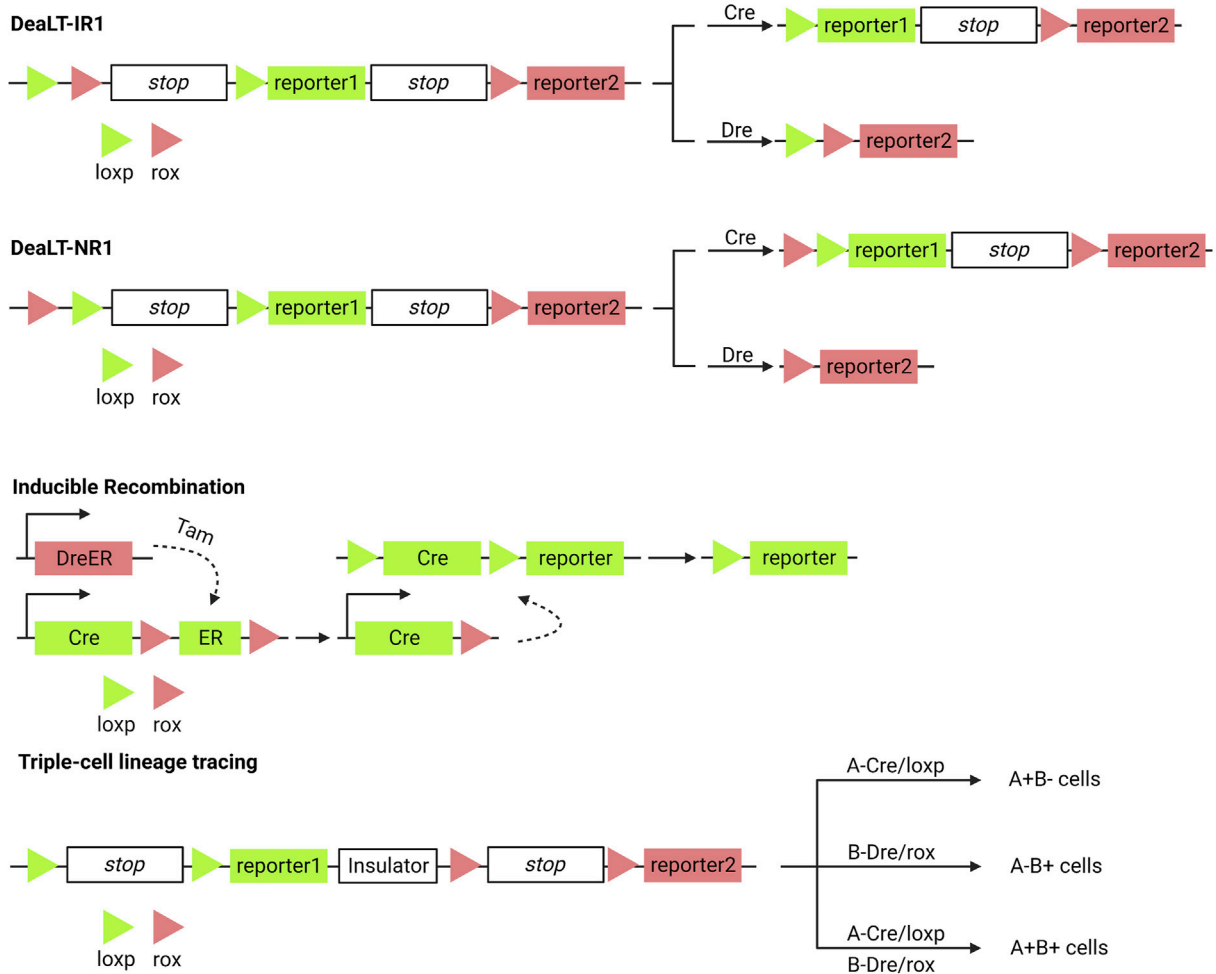 DeaLT-IR1
Cre
reporter1 stop reporter2
stop reporter1 stop reporter2
Dre
reporter2
loxp rox
DeaLT-NR1
Cre
reporter1 stop reporter2
stop reporter1 stop reporter2
Dre
reporter2
loxp rox
Inducible Recombination
Tam
DreER
Cre reporter reporter
Cre ER Cre
loxp rox
Triple-cell lineage tracing
A-Cre/loxp
A+B- cells
stop reporter1 Insulator stop reporter2
B-Dre/rox
A-B+ cells
A-Cre/loxp
B-Dre/rox
A+B+ cells
loxp rox